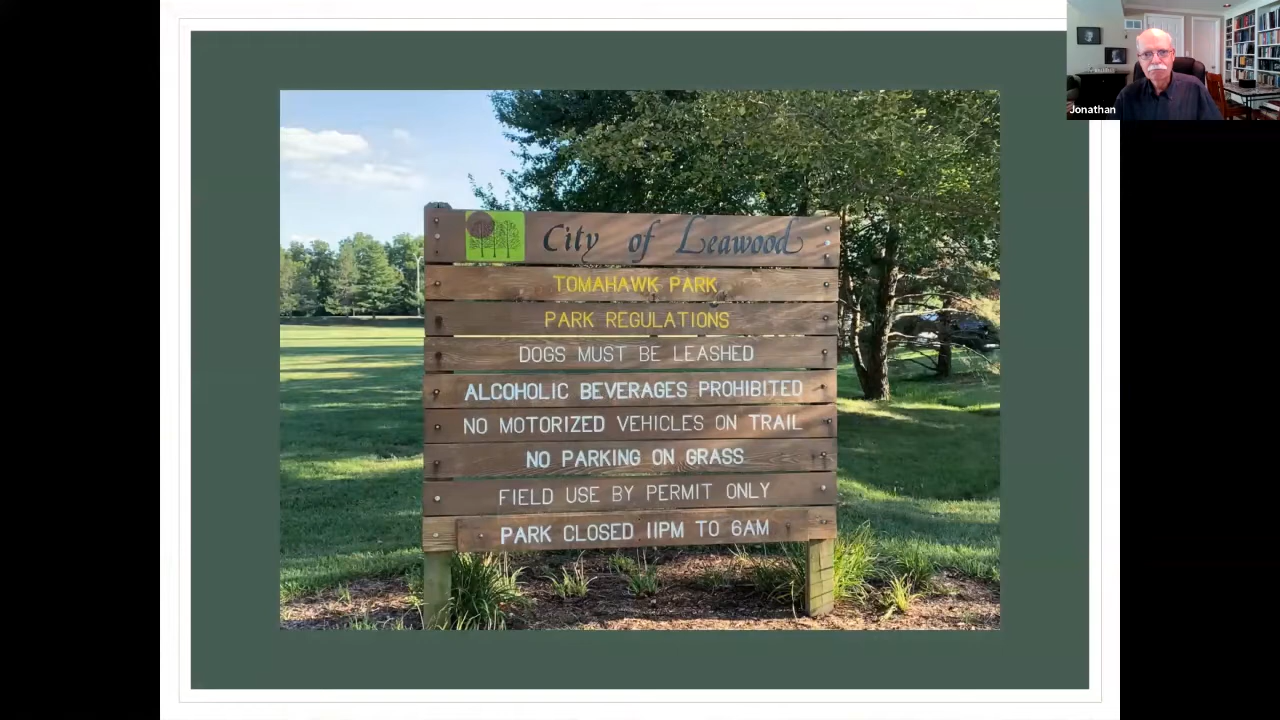 Jonathan
City of Leawood
TOMAHAWK PARK
PARK REGULATIONS
DOGS MUST BE LEASHED
ALCOHOLIC BEVERAGES PROHIBITED
NO MOTORIZED VEHICLES ON TRAIL
NO PARKING ON GRASS
FIELD USE BY PERMIT ONLY
PARK CLOSED 11PM TO 6AM